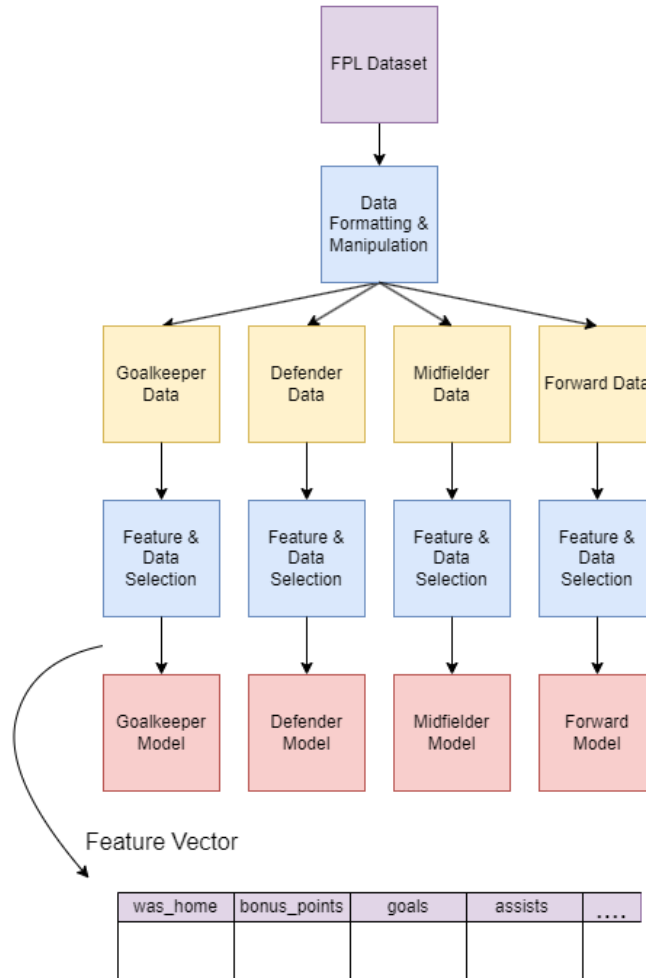 FPL Dataset
Data
Formatting &
Manipulation
Goalkeeper
Data
Defender
Data
Midfielder
Data
Forward Data
Feature &
Data
Selection
Feature &
Data
Selection
Feature &
Data
Selection
Feature &
Data
Selection
Goalkeeper
Model
Defender
Model
Midfielder
Model
Forward
Model
Feature Vector
was_home bonus_points goals assists ....